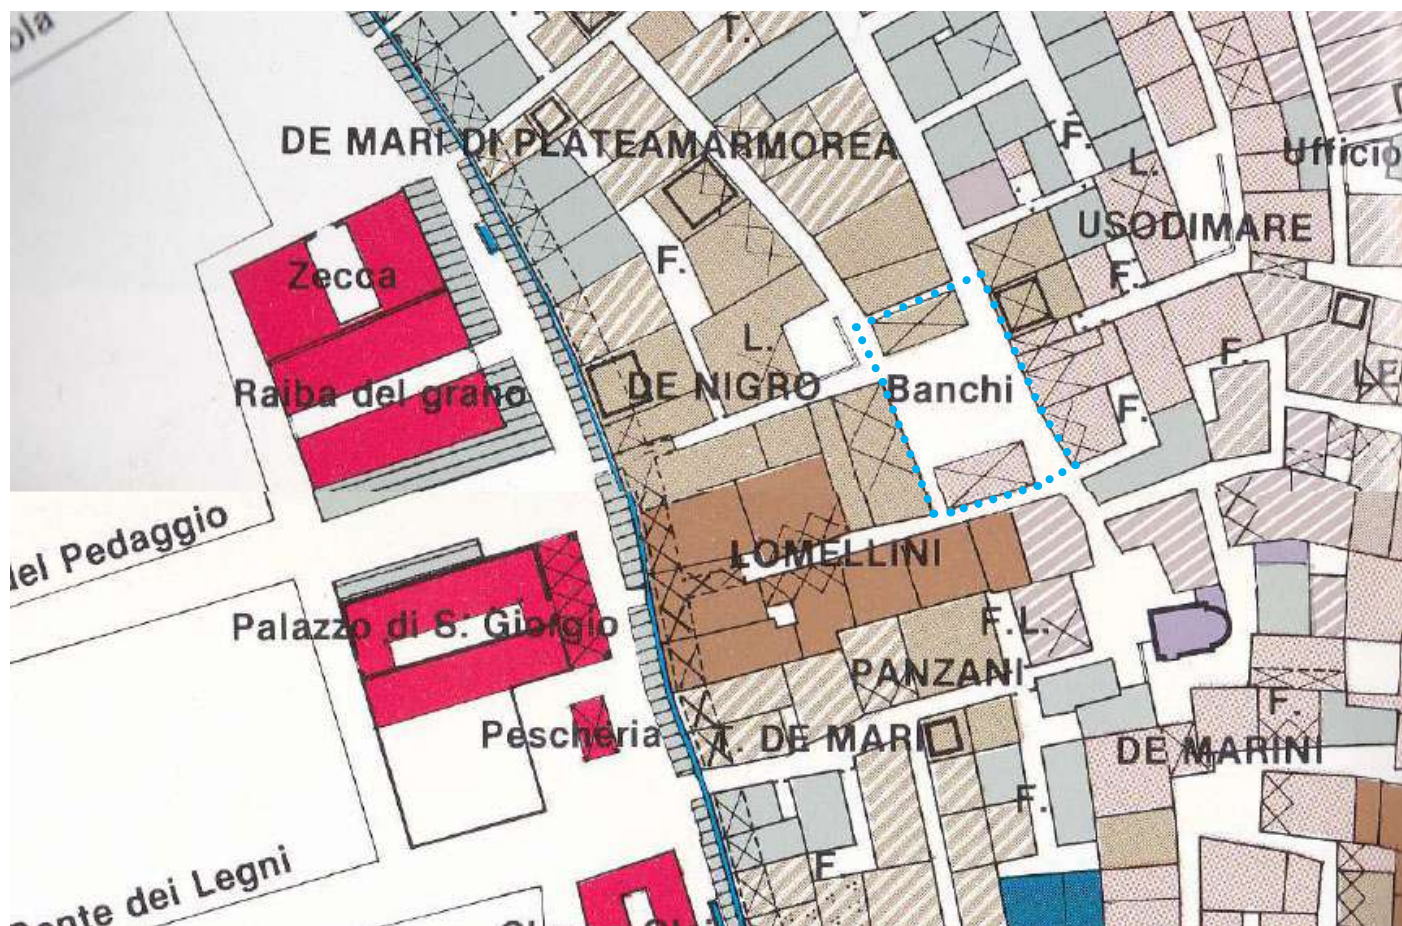 T.
DE MARI DI PLATEAMARMOREA
F.
Ufficio
L.
USODIMARE
F.
Zecca
F.
L.
F.
Raiba del grano
DE NIGRO
Banchi
F.
del Pedaggio
LOMELLINI
Palazzo di S. Giorgio
F. L.
PANZANI
F.
Pescheria
T. DE MARI
DE MARINI
F.
F.
Ponte dei Legni